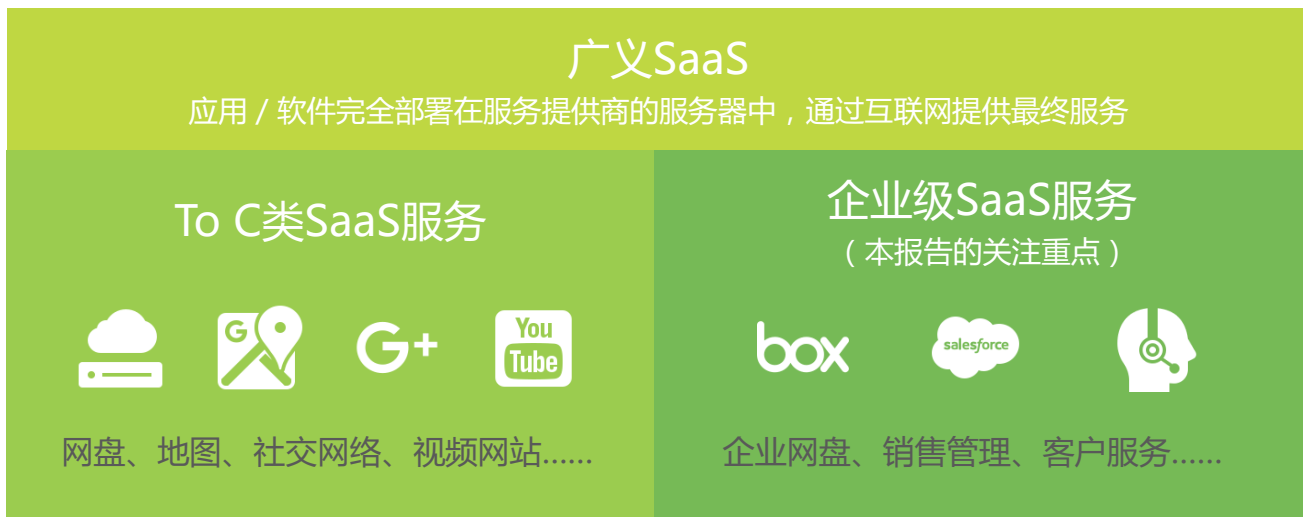 广义SaaS
应用 / 软件完全部署在服务提供商的服务器中，通过互联网提供最终服务
To C类SaaS服务
G
G+
You
Tube
网盘、地图、社交网络、视频网站......
企业级SaaS服务
（本报告的关注重点）
box
salesforce
企业网盘、销售管理、客户服务......